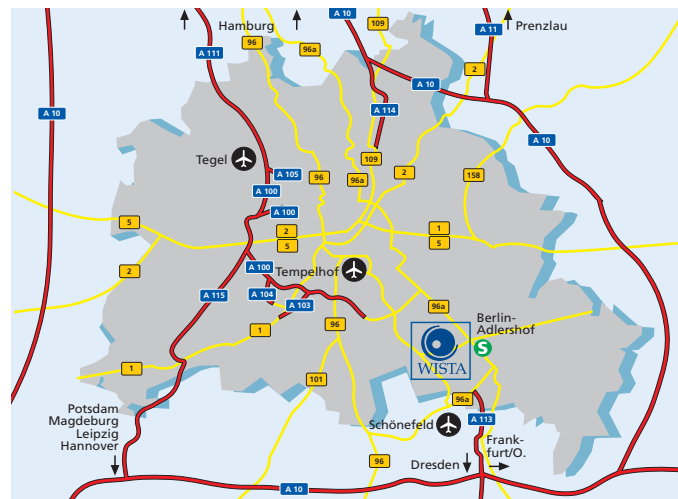 Hamburg
109
A 10
A 11
Prenzlau
96
96a
A 111
2
A 10
A 10
A 114
A 10
Tegel
109
A 105
96
96a
2
158
A 100
A 100
5
2
5
1
5
2
A 100
Tempelhof
A 115
A 104
A 103
96a
Berlin-
Adlershof
96
1
S
WISTA
1
101
96a
Potsdam
Magdeburg
Leipzig
Hannover
Schönefeld
A 113
Frank-
furt/O.
Dresden
96
A 10